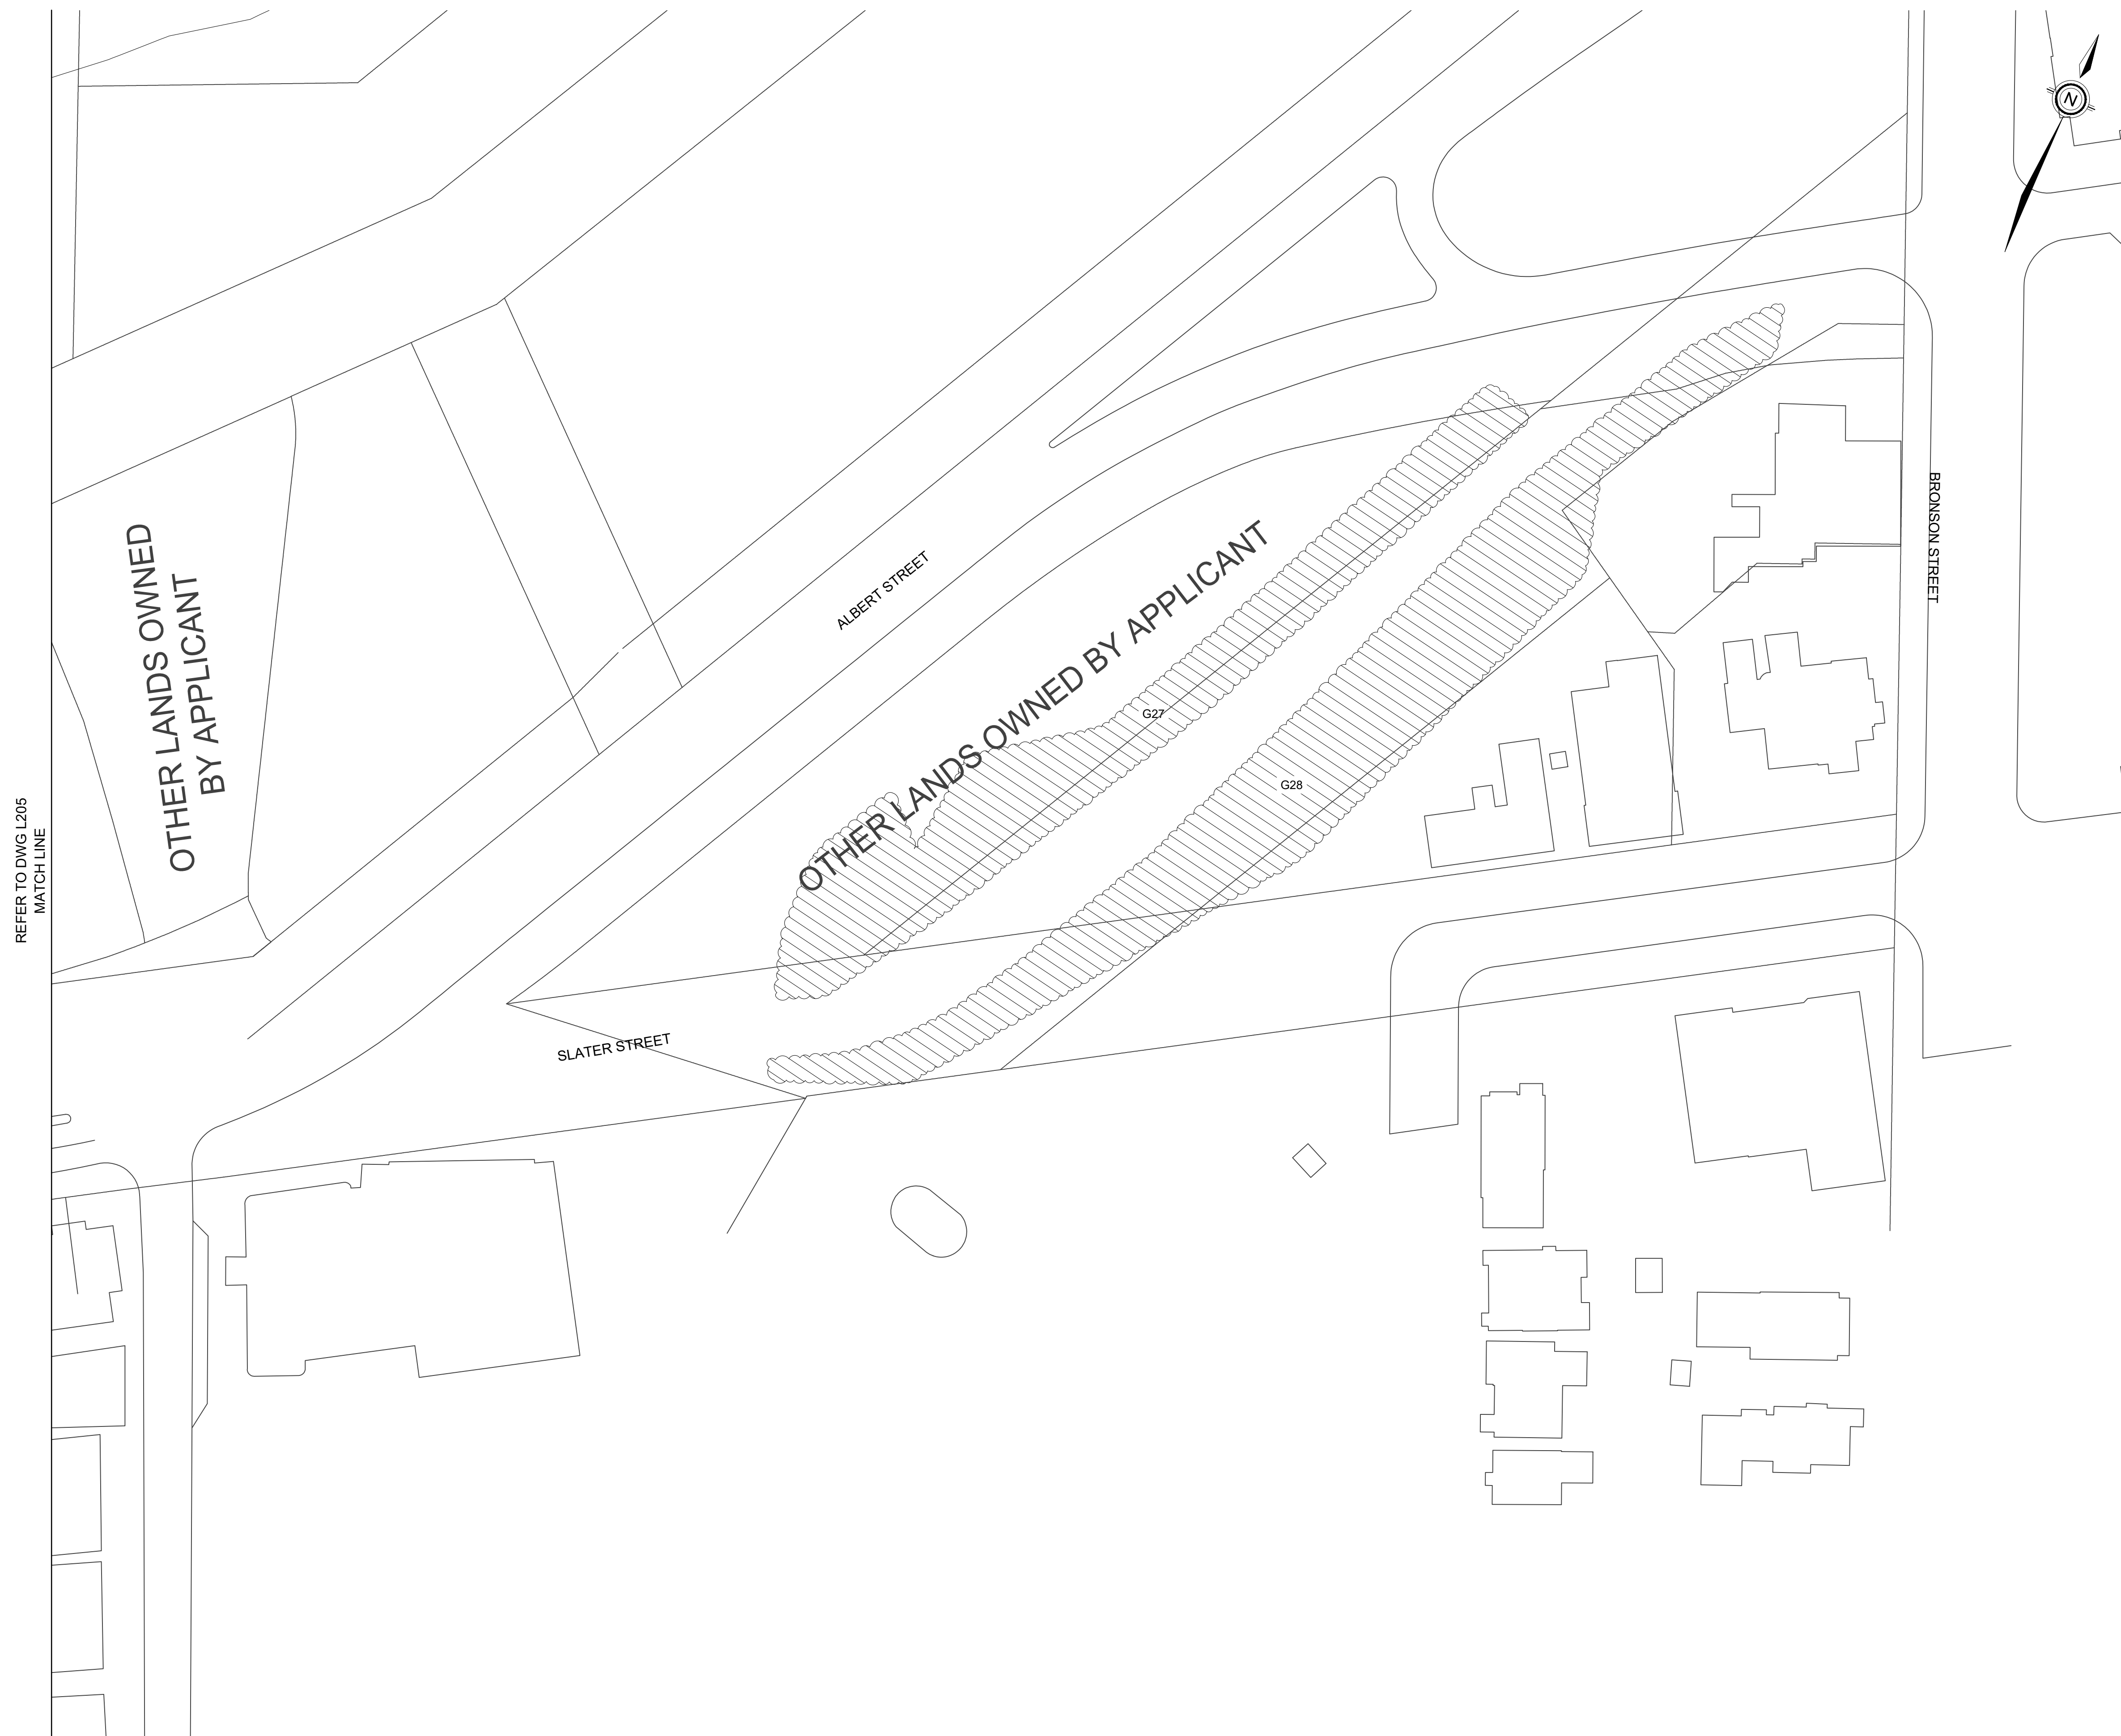 N
OTHER LANDS OWNED
BY APPLICANT
ALBERT STREET
OTHER LANDS OWNED BY APPLICANT
BRONSON STREET
G27
G28
REFER TO DWG L205
MATCH LINE
SLATER STREET